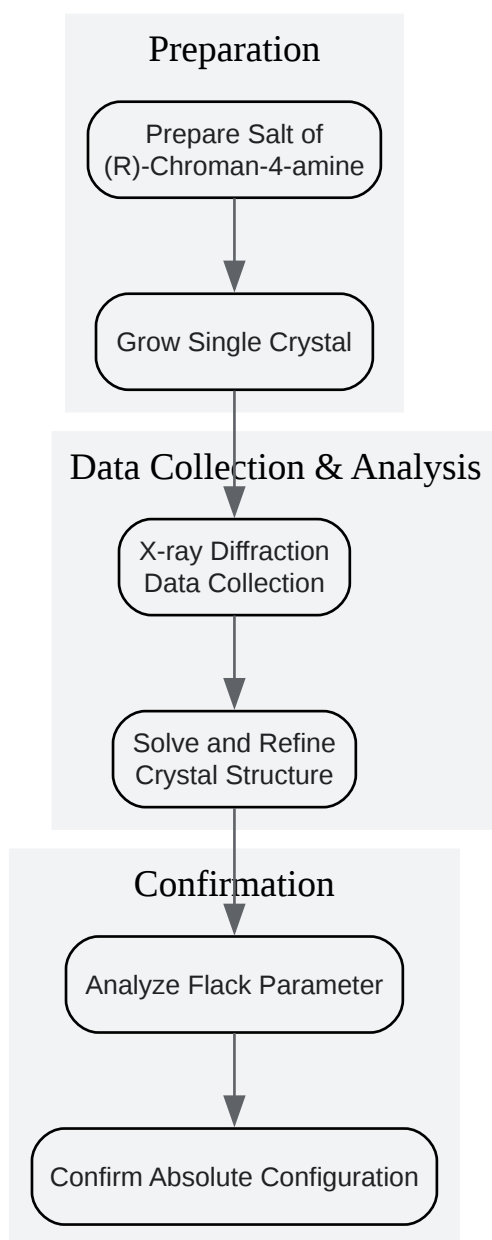 Preparation
Prepare Salt of
(R)-Chroman-4-amine
Grow Single Crystal
Data Collection & Analysis
X-ray Diffraction
Data Collection
Solve and Refine
Crystal Structure
Confirmation
Analyze Flack Parameter
Confirm Absolute Configuration